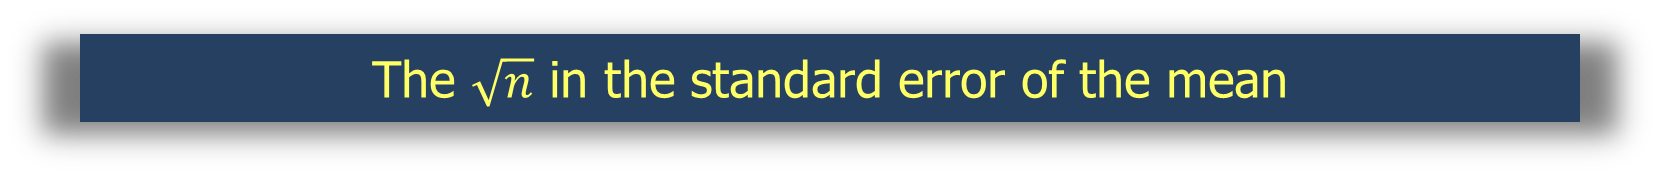 The √n in the standard error of the mean